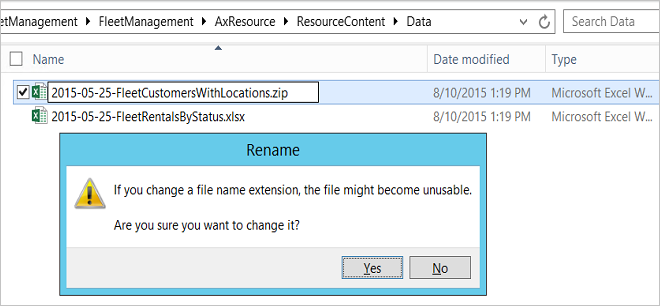 etManagement ▸ FleetManagement ▸ AxResource ▸ ResourceContent ▸ Data
Search Data
Name Date modified Type
2015-05-25-FleetCustomersWithLocations.zip 8/10/2015 1:19 PM Microsoft Excel W...
2015-05-25-FleetRentalsByStatus.xlsx 8/10/2015 1:19 PM Microsoft Excel W...
Rename
If you change a file name extension, the file might become unusable.
Are you sure you want to change it?
Yes No